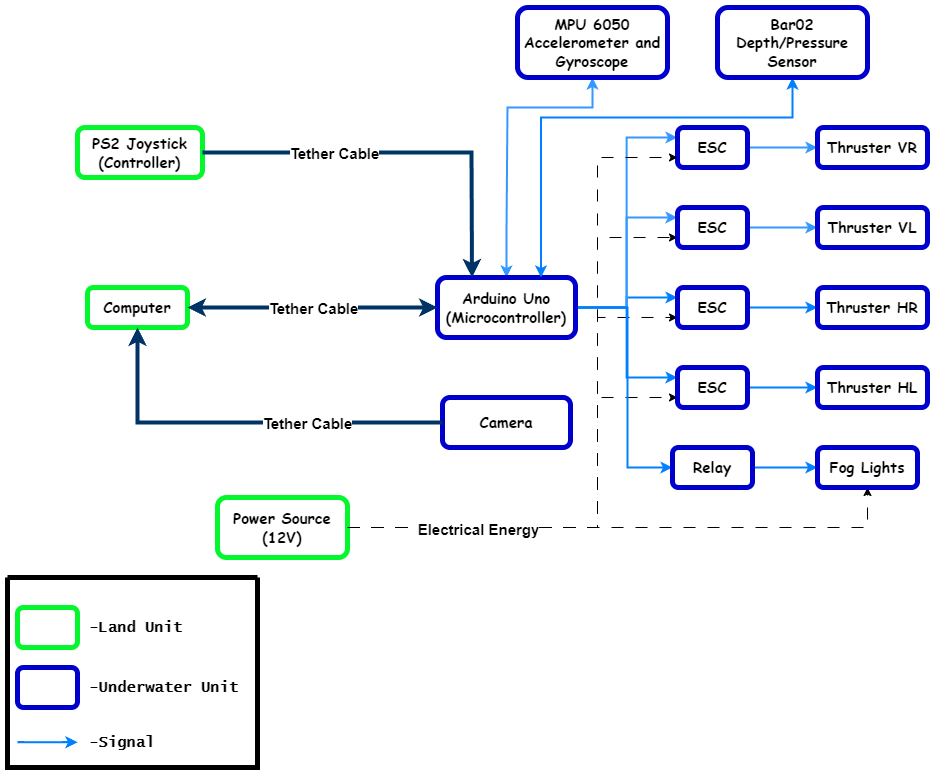 MPU 6050
Accelerometer and
Gyroscope
Bar02
Depth/Pressure
Sensor
PS2 Joystick
(Controller)
Tether Cable
ESC
Thruster VR
ESC
Thruster VL
Computer
Tether Cable
Arduino Uno
(Microcontroller)
ESC
Thruster HR
ESC
Thruster HL
Tether Cable
Camera
Relay
Fog Lights
Power Source
(12V)
Electrical Energy
-Land Unit
-Underwater Unit
-Signal